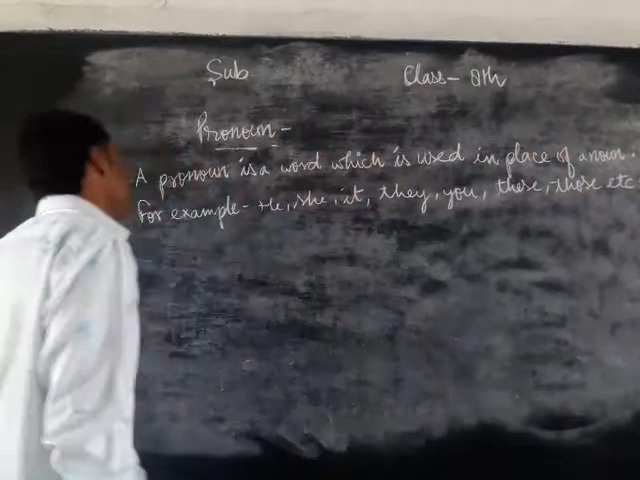 Sub
Class- 8th
Pronoun-
A pronoun is a word which is used in place of a noun.
For example- He, she, it, they, you, these, those etc.